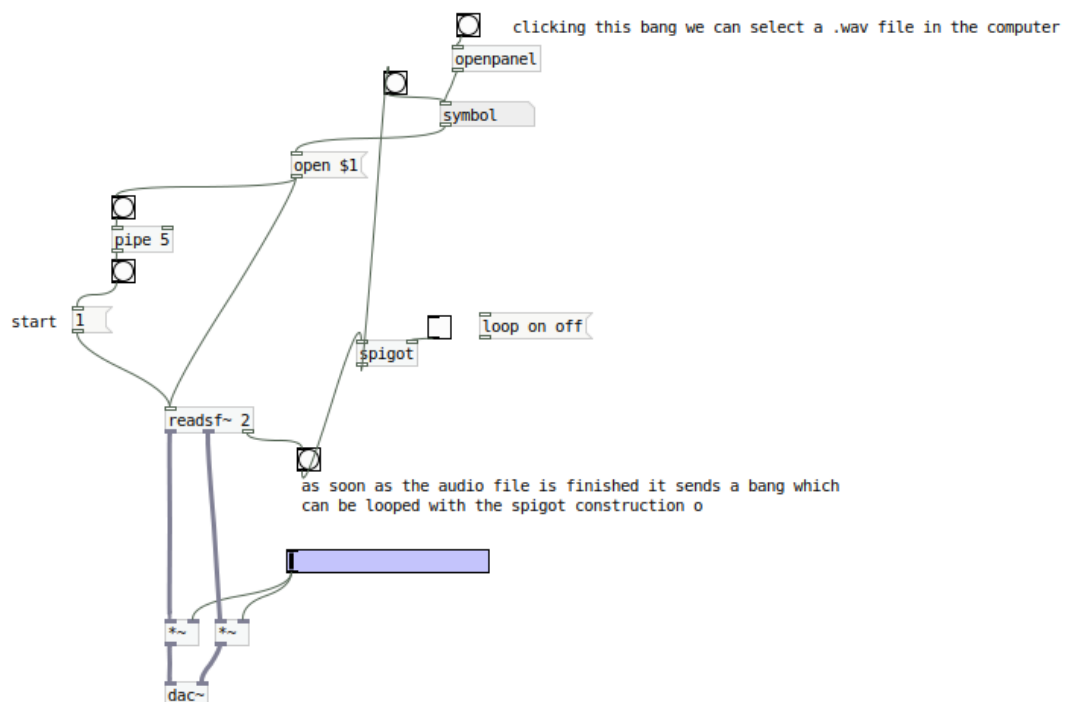 clicking this bang we can select a .wav file in the computer
openpanel
symbol
open $1
pipe 5
start
1
loop on off
spigot
readsf~ 2
as soon as the audio file is finished it sends a bang which
can be looped with the spigot construction o
*~
*~
dac~